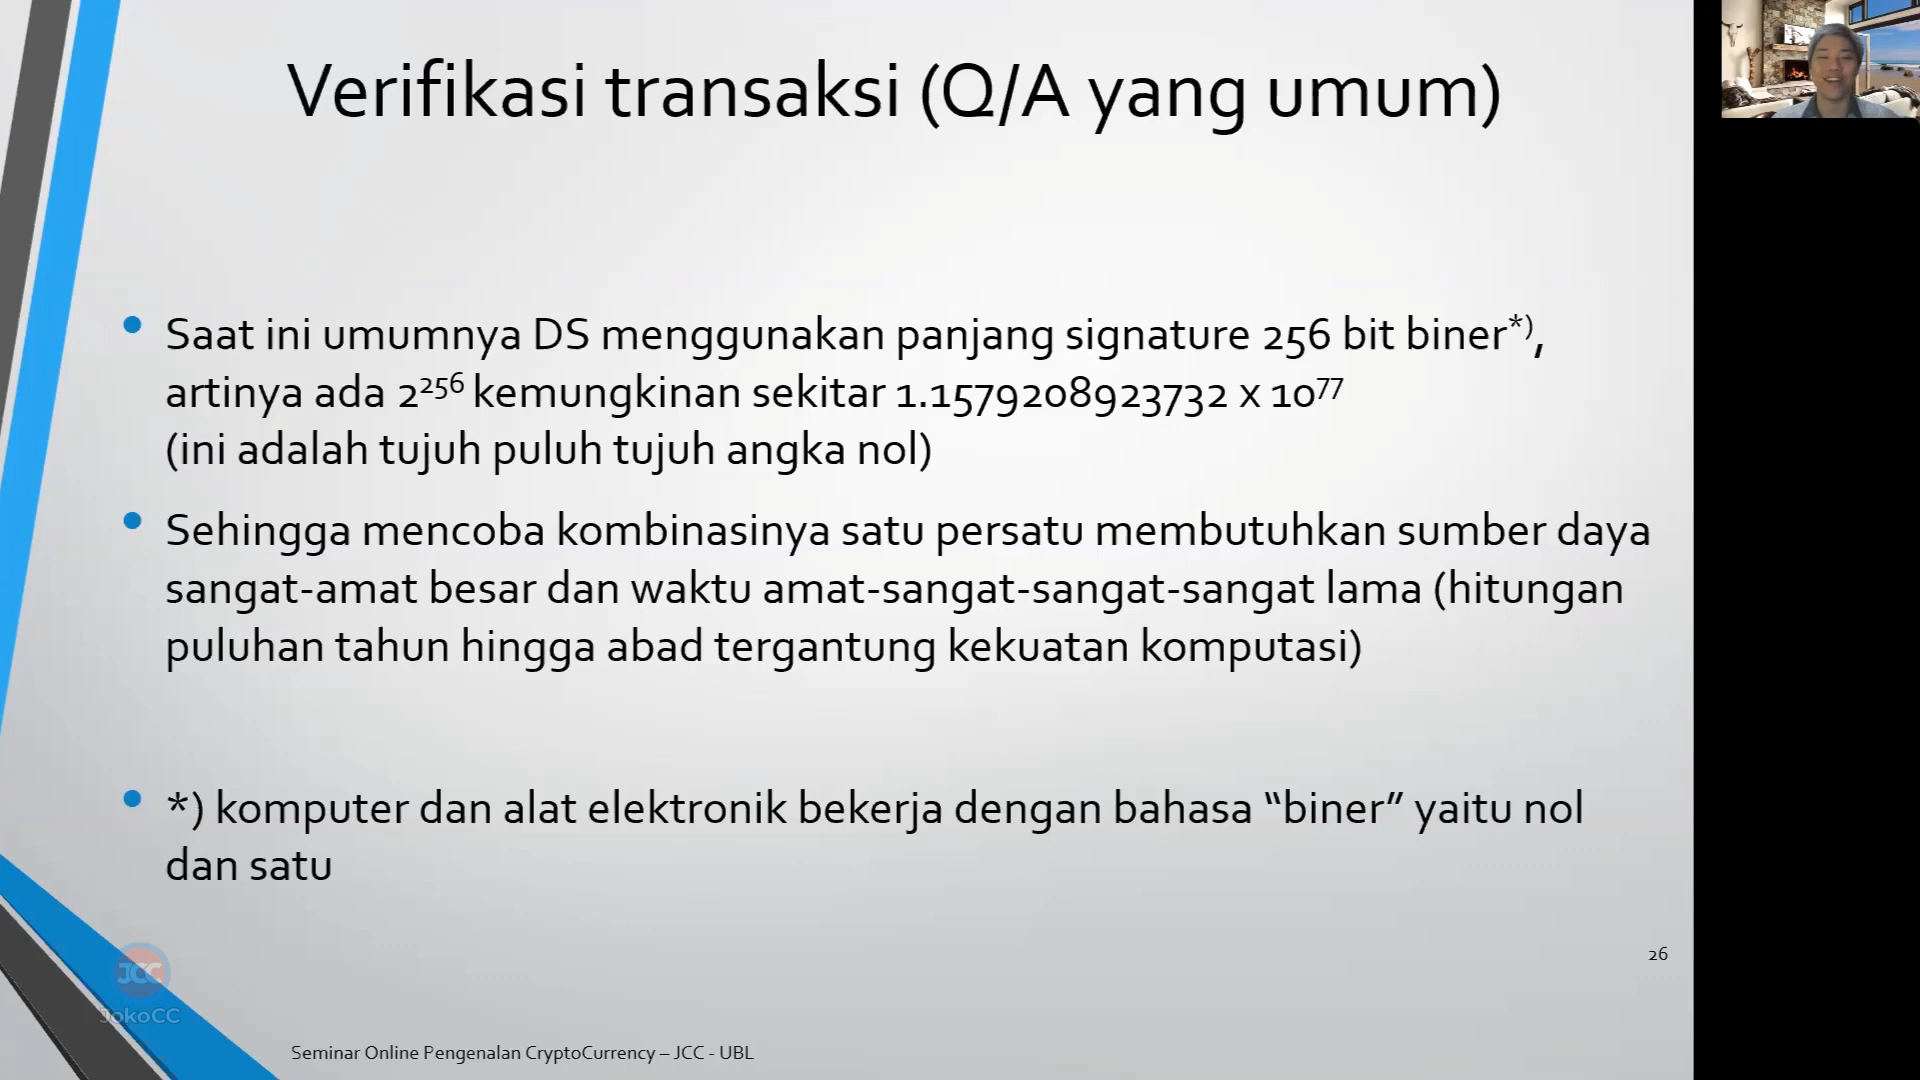 Verifikasi transaksi (Q/A yang umum)
• Saat ini umumnya DS menggunakan panjang signature 256 bit biner*),
artinya ada 2²⁵⁶ kemungkinan sekitar 1.1579208923732 x 10⁷⁷
(ini adalah tujuh puluh tujuh angka nol)
• Sehingga mencoba kombinasinya satu persatu membutuhkan sumber daya
sangat-amat besar dan waktu amat-sangat-sangat-sangat lama (hitungan
puluhan tahun hingga abad tergantung kekuatan komputasi)
• *) komputer dan alat elektronik bekerja dengan bahasa “biner” yaitu nol
dan satu
26
JCC
JokoCC
Seminar Online Pengenalan CryptoCurrency – JCC - UBL